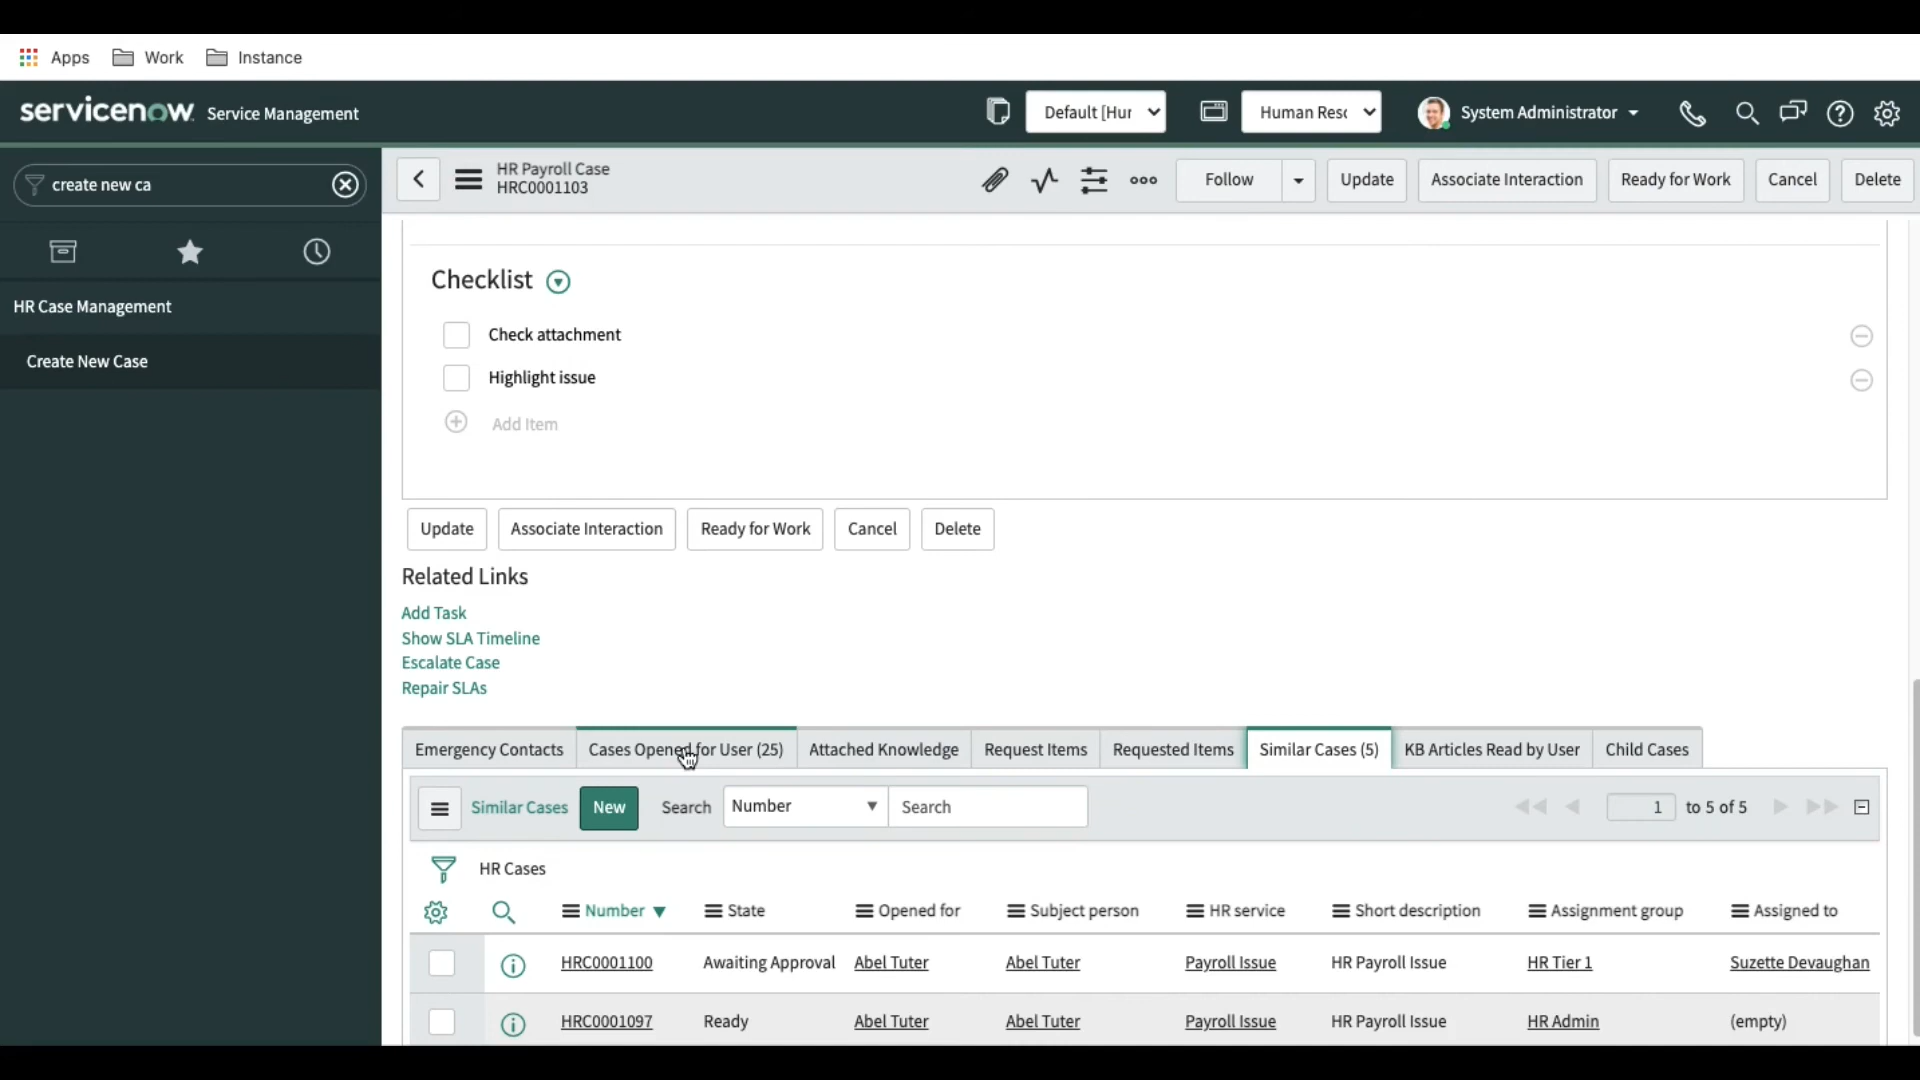 Apps Work Instance
servicenow Service Management Default [Hur Human Resc System Administrator
create new ca
HR Payroll Case
HRC0001103
Follow Update Associate Interaction Ready for Work Cancel Delete
HR Case Management
Create New Case
Checklist
Check attachment
Highlight issue
Add Item
Update Associate Interaction Ready for Work Cancel Delete
Related Links
Add Task
Show SLA Timeline
Escalate Case
Repair SLAs
Emergency Contacts Cases Opened for User (25) Attached Knowledge Request Items Requested Items Similar Cases (5) KB Articles Read by User Child Cases
Similar Cases New Search Number Search 1 to 5 of 5
HR Cases
Number State Opened for Subject person HR service Short description Assignment group Assigned to
HRC0001100 Awaiting Approval Abel Tuter Abel Tuter Payroll Issue HR Payroll Issue HR Tier 1 Suzette Devaughan
HRC0001097 Ready Abel Tuter Abel Tuter Payroll Issue HR Payroll Issue HR Admin (empty)